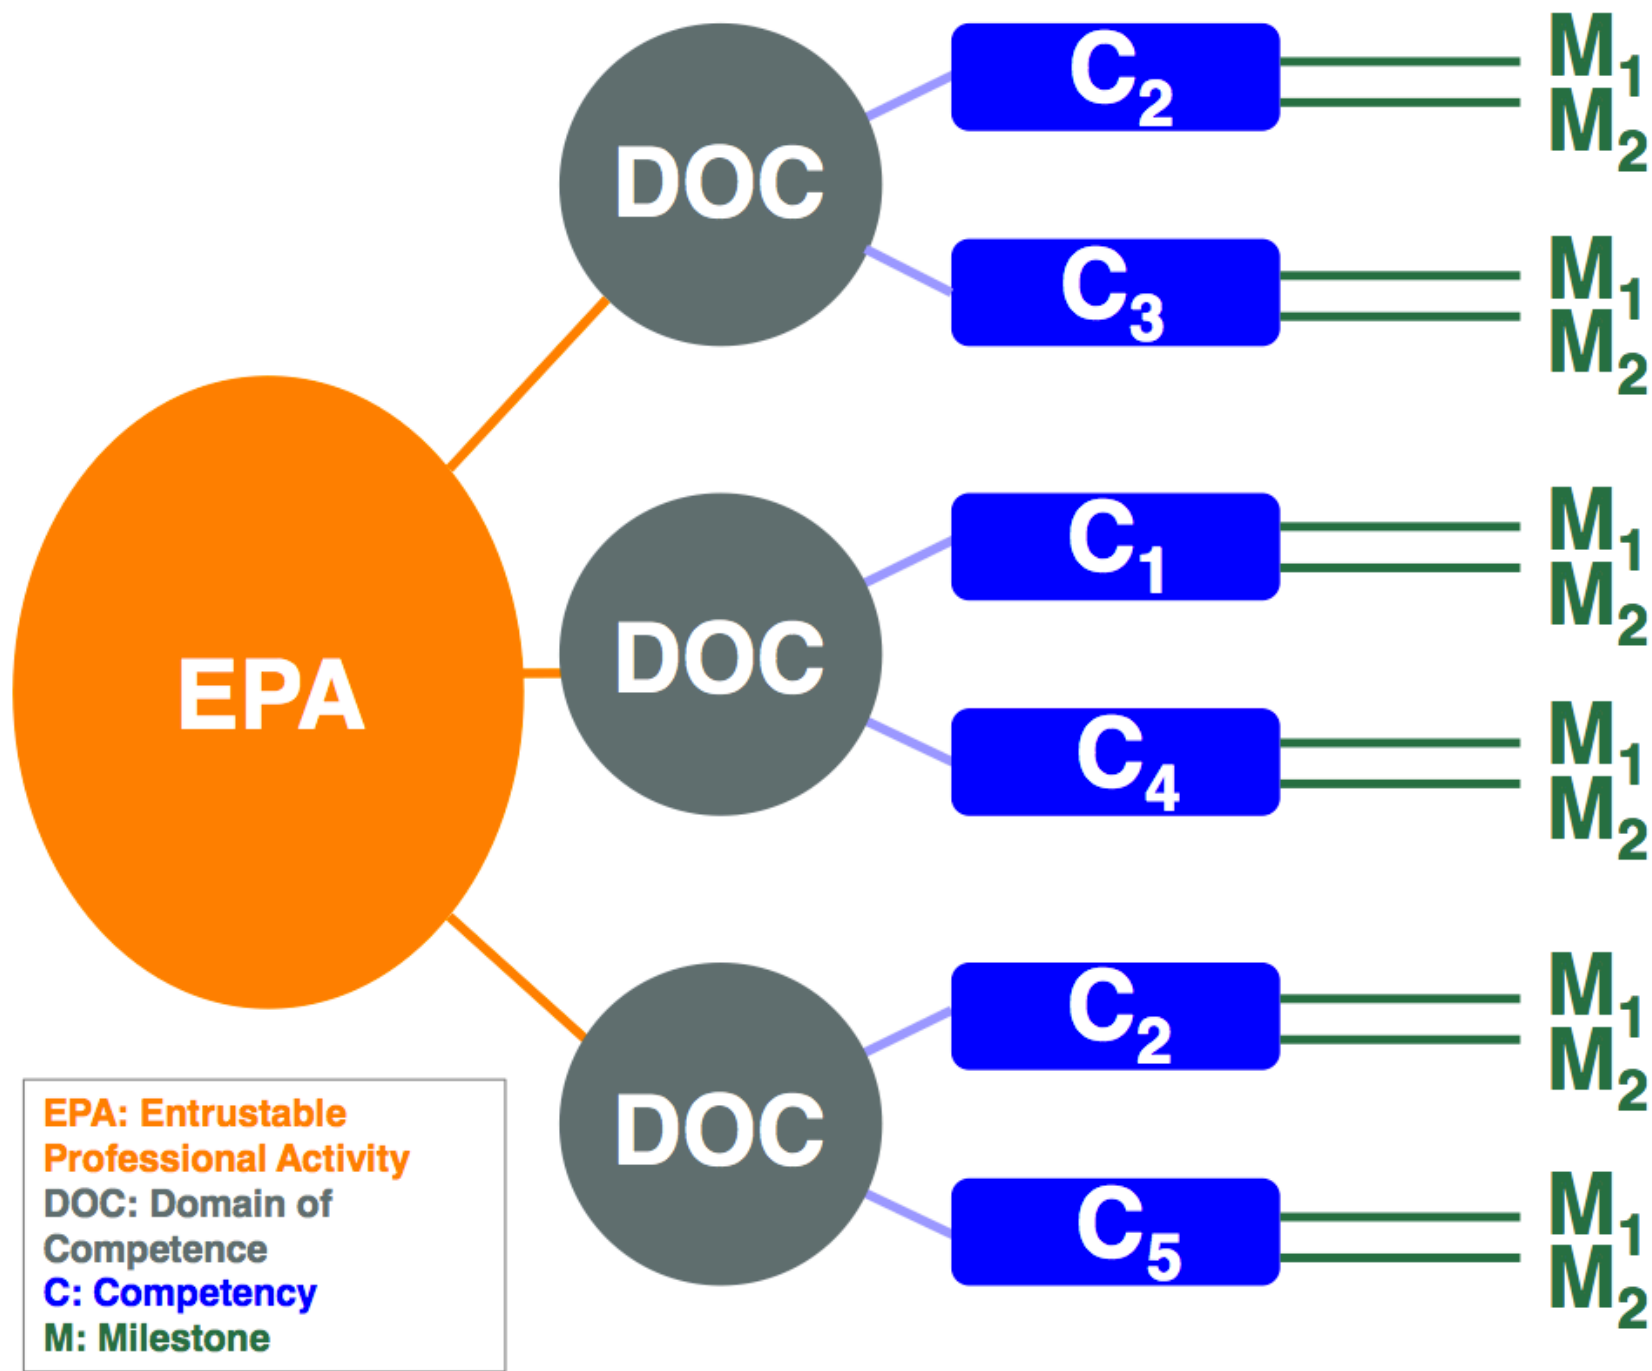 DOC
C2
M1
M2
C3
M1
M2
EPA
DOC
C1
M1
M2
C4
M1
M2
DOC
C2
M1
M2
C5
M1
M2
EPA: Entrustable
Professional Activity
DOC: Domain of
Competence
C: Competency
M: Milestone